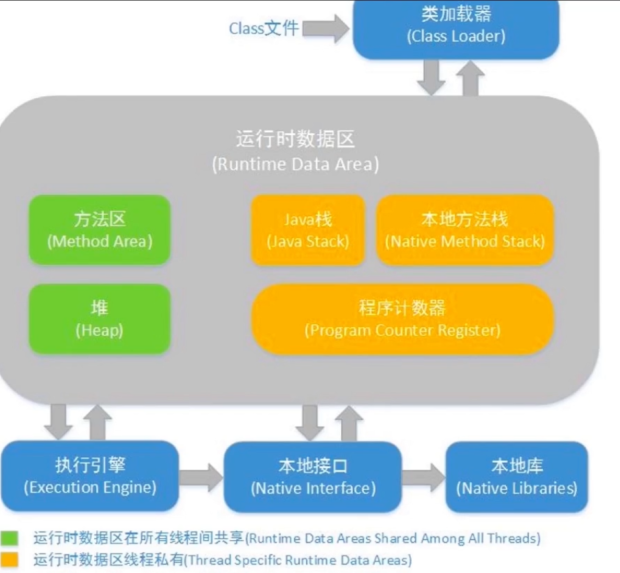 Class文件
类加载器
(Class Loader)
运行时数据区
(Runtime Data Area)
方法区
(Method Area)
Java栈
(Java Stack)
本地方法栈
(Native Method Stack)
堆
(Heap)
程序计数器
(Program Counter Register)
执行引擎
(Execution Engine)
本地接口
(Native Interface)
本地库
(Native Libraries)
运行时数据区在所有线程间共享(Runtime Data Areas Shared Among All Threads)
运行时数据区线程私有(Thread Specific Runtime Data Areas)